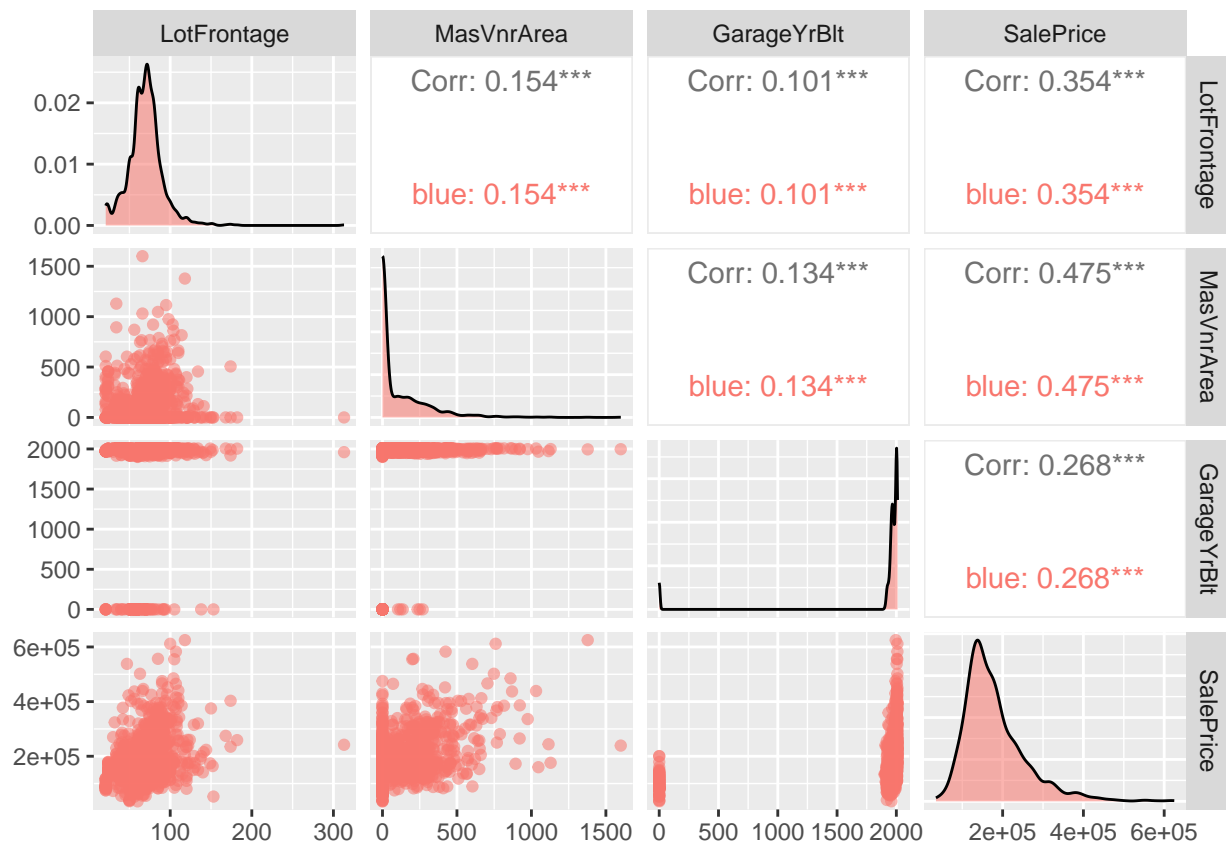 LotFrontage MasVnrArea GarageYrBlt SalePrice
0.02
0.01
0.00
Corr: 0.154***
blue: 0.154***
Corr: 0.101***
blue: 0.101***
Corr: 0.354***
blue: 0.354***
LotFrontage
1500
1000
500
0
Corr: 0.134***
blue: 0.134***
Corr: 0.475***
blue: 0.475***
MasVnrArea
2000
1500
1000
500
0
Corr: 0.268***
blue: 0.268***
GarageYrBlt
6e+05
4e+05
2e+05
SalePrice
100 200 300
0 500 1000 1500
0 500 1000 1500 2000
2e+05 4e+05 6e+05